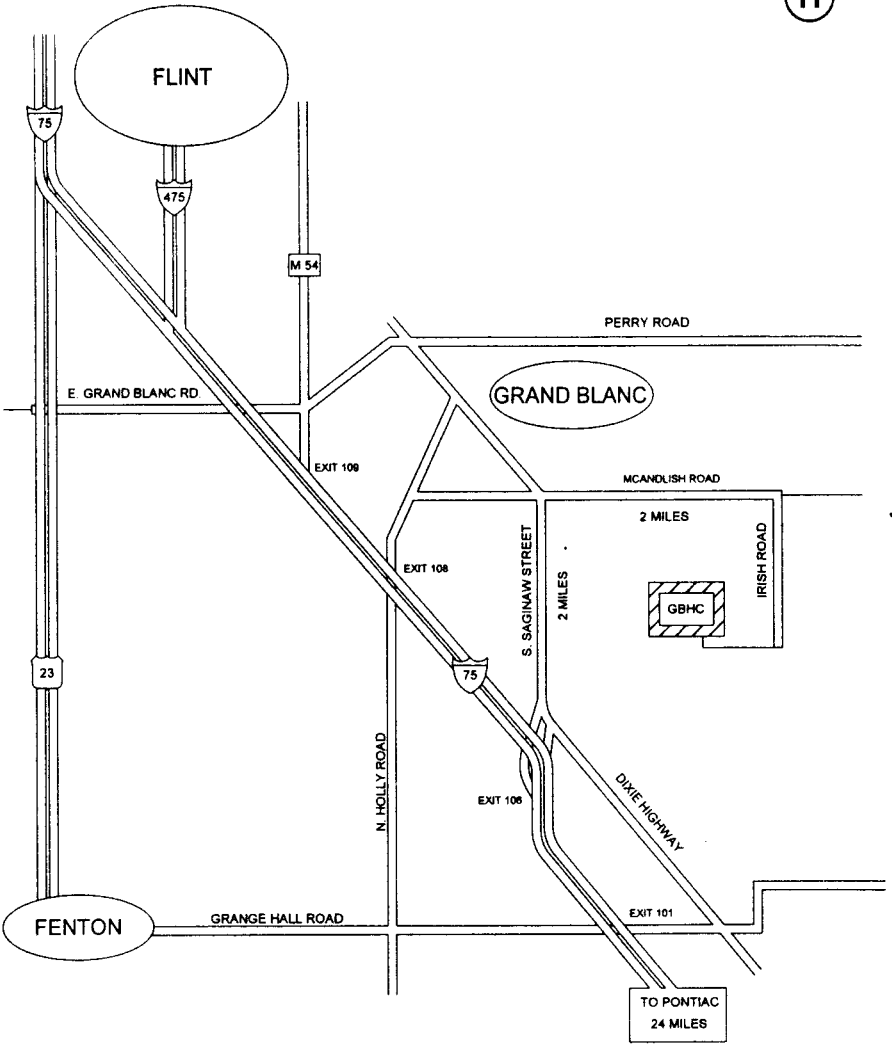 FLINT
75
475
M 54
PERRY ROAD
E. GRAND BLANC RD.
GRAND BLANC
EXIT 109
MCANDLISH ROAD
2 MILES
S. SAGINAW STREET
2 MILES
IRISH ROAD
EXIT 108
GBHC
75
23
N. HOLLY ROAD
EXIT 106
DIXIE HIGHWAY
FENTON
GRANGE HALL ROAD
EXIT 101
TO PONTIAC
24 MILES